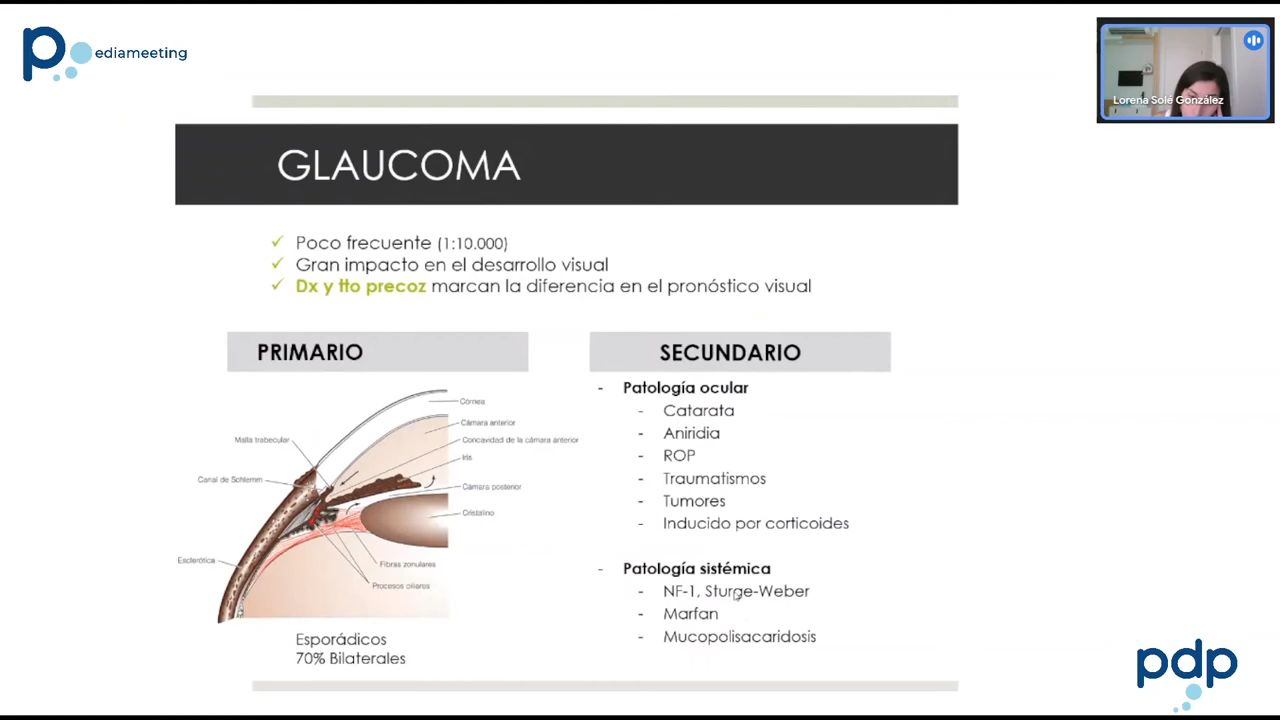 pediameeting
Lorena Solé González
GLAUCOMA
✓ Poco frecuente (1:10.000)
✓ Gran impacto en el desarrollo visual
✓ Dx y tto precoz marcan la diferencia en el pronóstico visual
PRIMARIO
Córnea
Cámara anterior
Malla trabecular
Concavidad de la cámara anterior
Iris
Canal de Schlemm
Cámara posterior
Cristalino
Esclerótica
Fibras zonulares
Procesos ciliares
Esporádicos
70% Bilaterales
SECUNDARIO
- Patología ocular
- Catarata
- Aniridia
- ROP
- Traumatismos
- Tumores
- Inducido por corticoides
- Patología sistémica
- NF-1, Sturge-Weber
- Marfan
- Mucopolisacaridosis
pdp